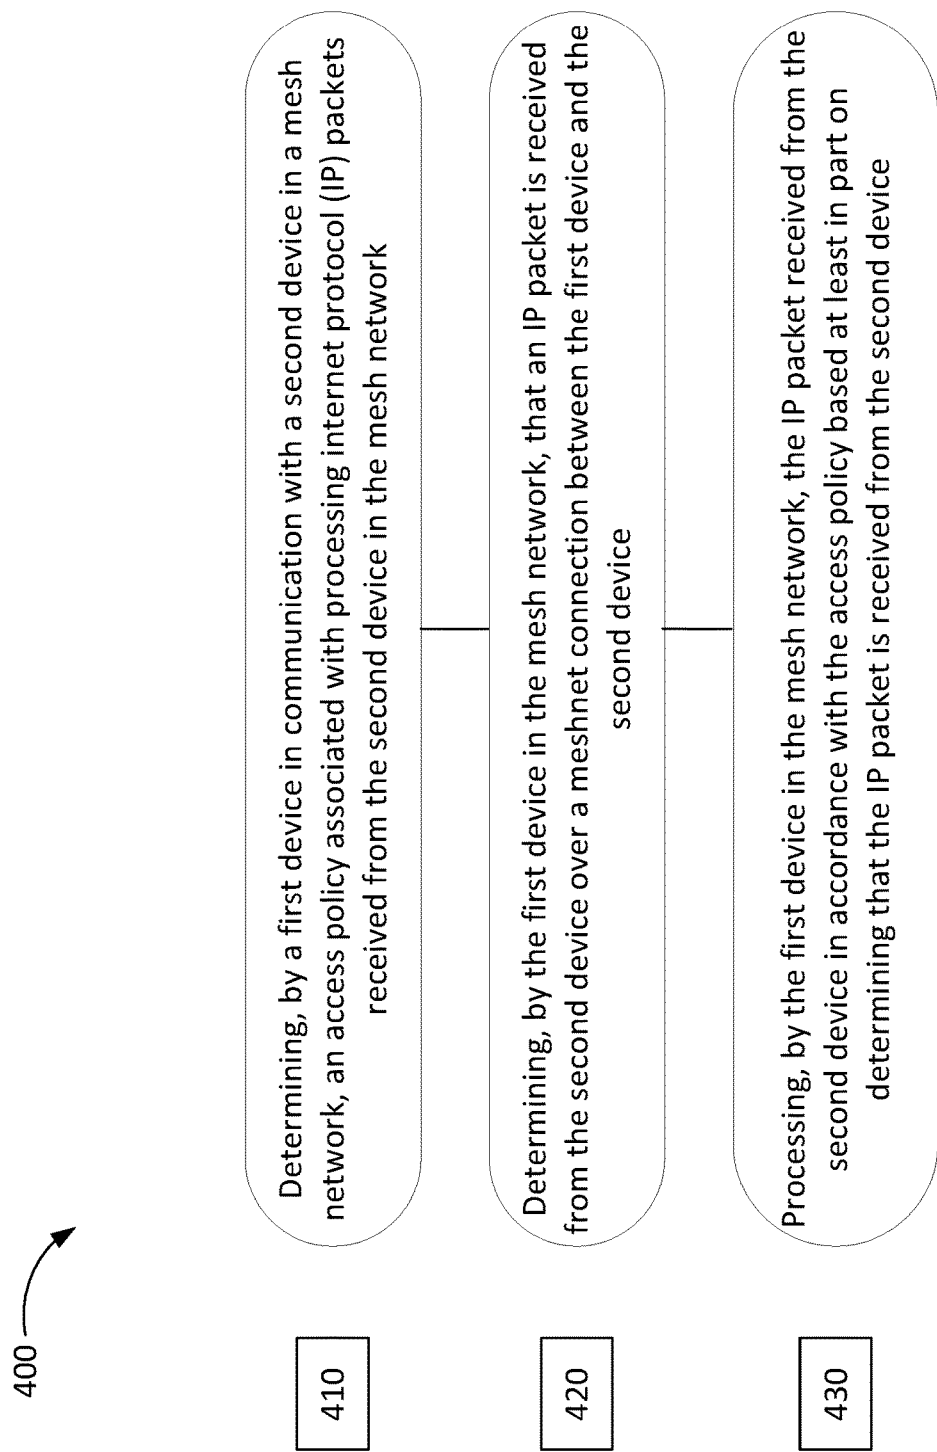 400
410
Determining, by a first device in communication with a second device in a mesh
network, an access policy associated with processing internet protocol (IP) packets
received from the second device in the mesh network
420
Determining, by the first device in the mesh network, that an IP packet is received
from the second device over a meshnet connection between the first device and the
second device
430
Processing, by the first device in the mesh network, the IP packet received from the
second device in accordance with the access policy based at least in part on
determining that the IP packet is received from the second device